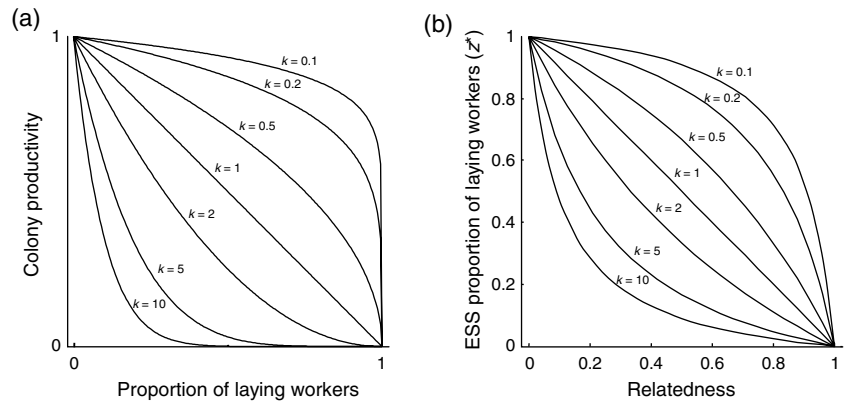 (a)
1
Colony productivity
0
k = 0.1
k = 0.2
k = 0.5
k = 1
k = 2
k = 5
k = 10
0
1
Proportion of laying workers
(b)
ESS proportion of laying workers (z*)
1
0.8
0.6
0.4
0.2
0
k = 0.1
k = 0.2
k = 0.5
k = 1
k = 2
k = 5
k = 10
0
0.2
0.4
0.6
0.8
1
Relatedness